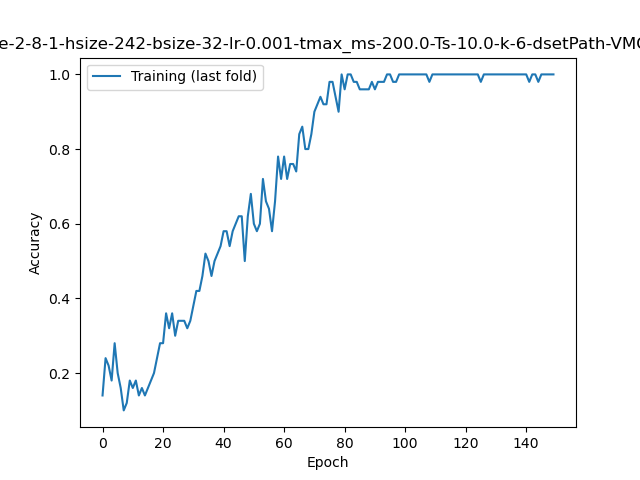 e-2-8-1-hsize-242-bsize-32-lr-0.001-tmax_ms-200.0-Ts-10.0-k-6-dsetPath-VMC
Training (last fold)
1.0
0.8
0.6
0.4
0.2
Accuracy
0 20 40 60 80 100 120 140
Epoch